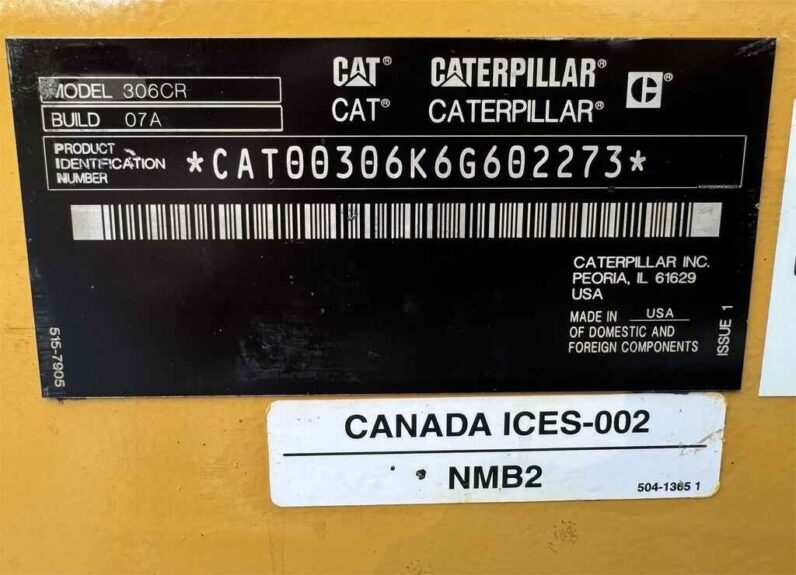 MODEL 306CR
BUILD 07A
CAT® CATERPILLAR® C®
CAT® CATERPILLAR®
PRODUCT
IDENTIFICATION
NUMBER
*CAT00306K6G602273*
CATERPILLAR INC.
PEORIA, IL 61629
USA
MADE IN USA
OF DOMESTIC AND
FOREIGN COMPONENTS
ISSUE 1
515-7905
CANADA ICES-002
NMB2
504-1365 1